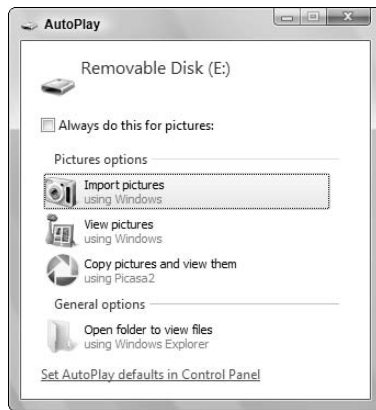 AutoPlay
Removable Disk (E:)
Always do this for pictures:
Pictures options
Import pictures
using Windows
View pictures
using Windows
Copy pictures and view them
using Picasa2
General options
Open folder to view files
using Windows Explorer
Set AutoPlay defaults in Control Panel